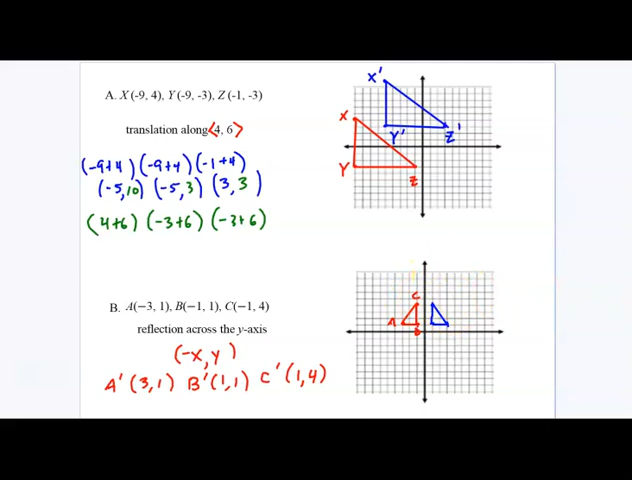 A. X (-9, 4), Y (-9, -3), Z (-1, -3)
translation along <4, 6>
(-9+4) (-9+4) (-1+4)
(-5,10) (-5,3) (3,3)
(4+6) (-3+6) (-3+6)
X'
Y'
Z'
X
Y
Z
B. A(−3, 1), B(−1, 1), C(−1, 4)
reflection across the y-axis
(-x,y)
A'(3,1) B'(1,1) C'(1,4)
C
A
B